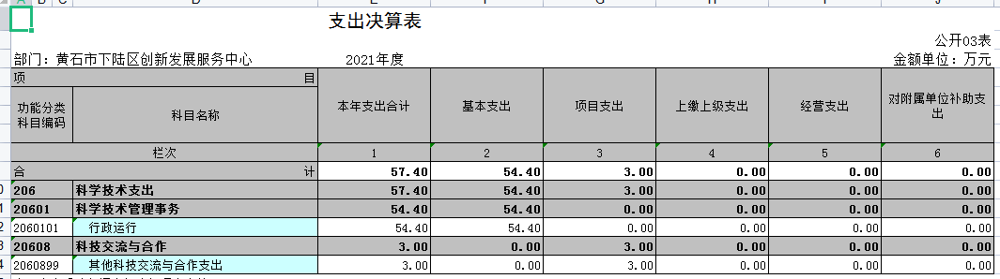 支出决算表
公开03表
部门：黄石市下陆区创新发展服务中心 2021年度 金额单位：万元
项 目 本年支出合计 基本支出 项目支出 上缴上级支出 经营支出 对附属单位补助支出
功能分类科目编码 科目名称
栏次 1 2 3 4 5 6
合 计 57.40 54.40 3.00 0.00 0.00 0.00
206 科学技术支出 57.40 54.40 3.00 0.00 0.00 0.00
20601 科学技术管理事务 54.40 54.40 0.00 0.00 0.00 0.00
2060101 行政运行 54.40 54.40 0.00 0.00 0.00 0.00
20608 科技交流与合作 3.00 0.00 3.00 0.00 0.00 0.00
2060899 其他科技交流与合作支出 3.00 0.00 3.00 0.00 0.00 0.00